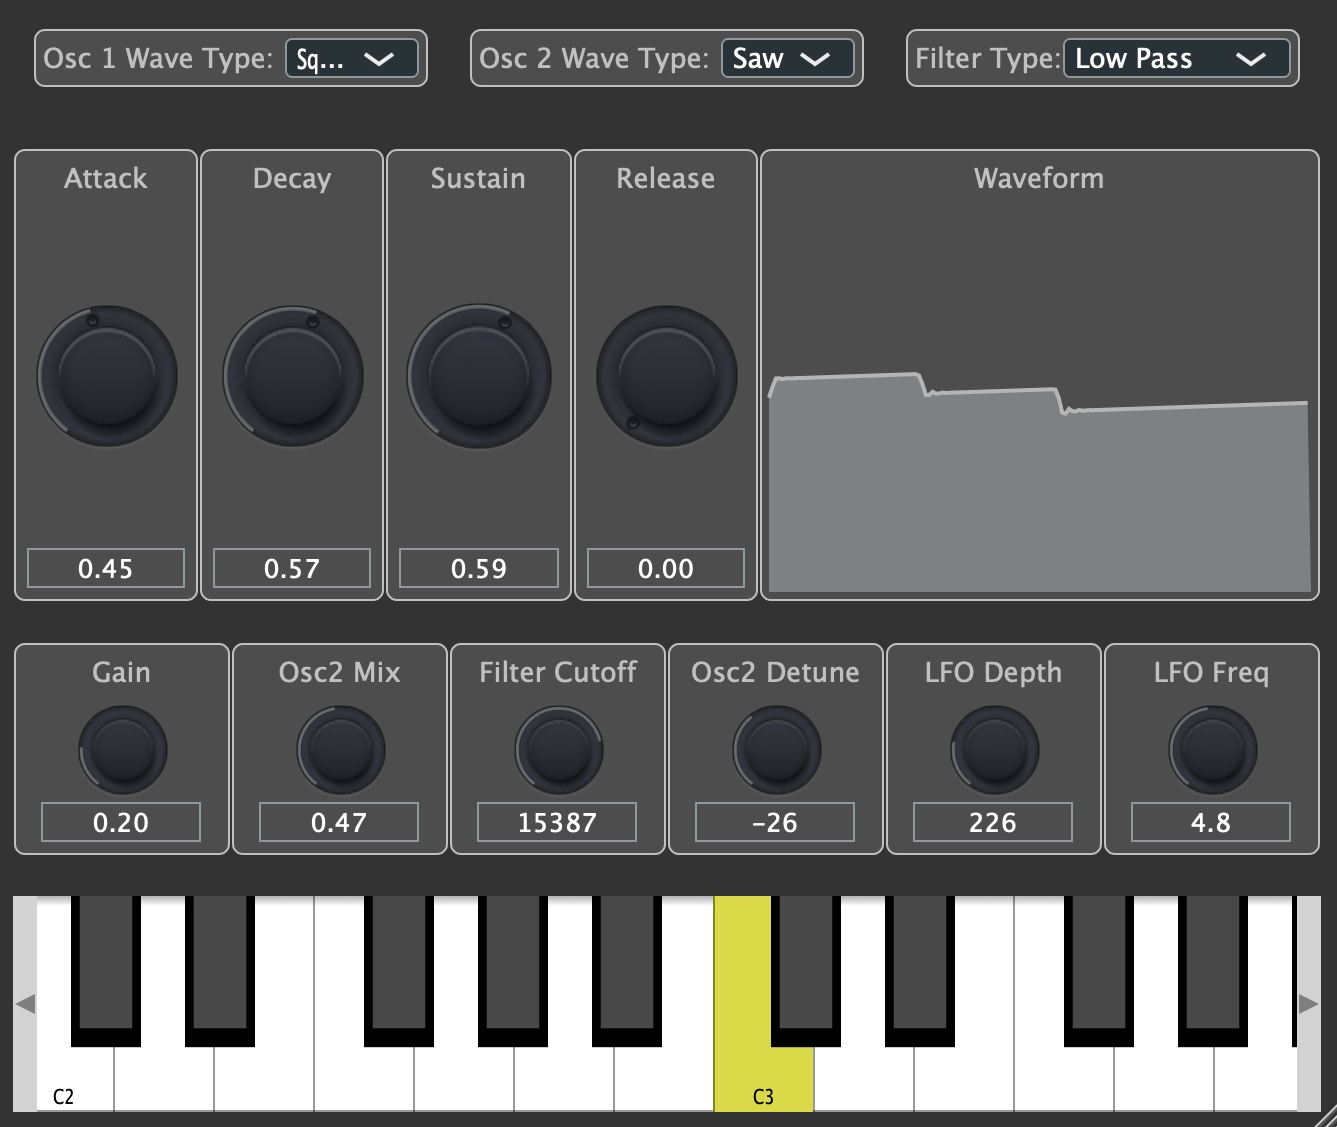 Osc 1 Wave Type: Sq... Osc 2 Wave Type: Saw Filter Type: Low Pass
Attack Decay Sustain Release Waveform
0.45 0.57 0.59 0.00
Gain Osc2 Mix Filter Cutoff Osc2 Detune LFO Depth LFO Freq
0.20 0.47 15387 -26 226 4.8
C2 C3